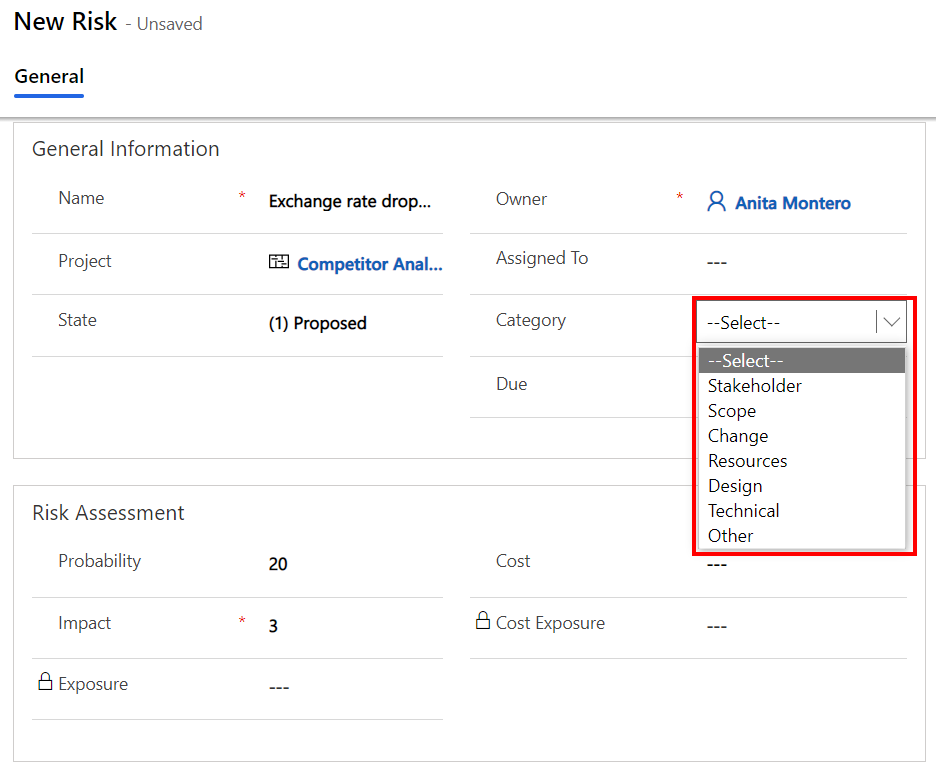 New Risk - Unsaved
General
General Information
Name * Exchange rate drop...
Owner * Anita Montero
Project Competitor Anal...
Assigned To ---
State (1) Proposed
Category --Select--
--Select--
Stakeholder
Scope
Change
Resources
Design
Technical
Other
Due
Risk Assessment
Probability 20
Cost ---
Impact * 3
Cost Exposure ---
Exposure ---